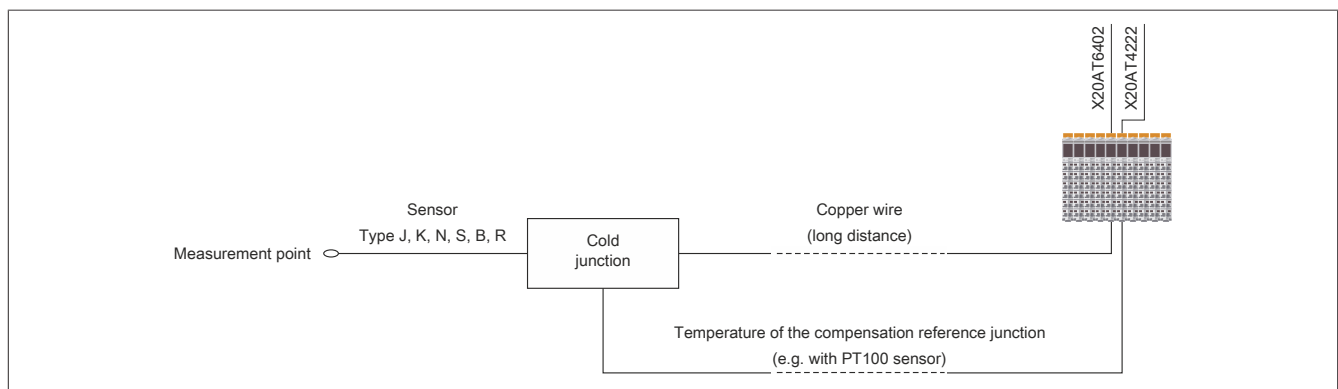 X20AT6402
X20AT4222
Sensor
Type J, K, N, S, B, R
Copper wire
(long distance)
Measurement point
Cold
junction
Temperature of the compensation reference junction
(e.g. with PT100 sensor)